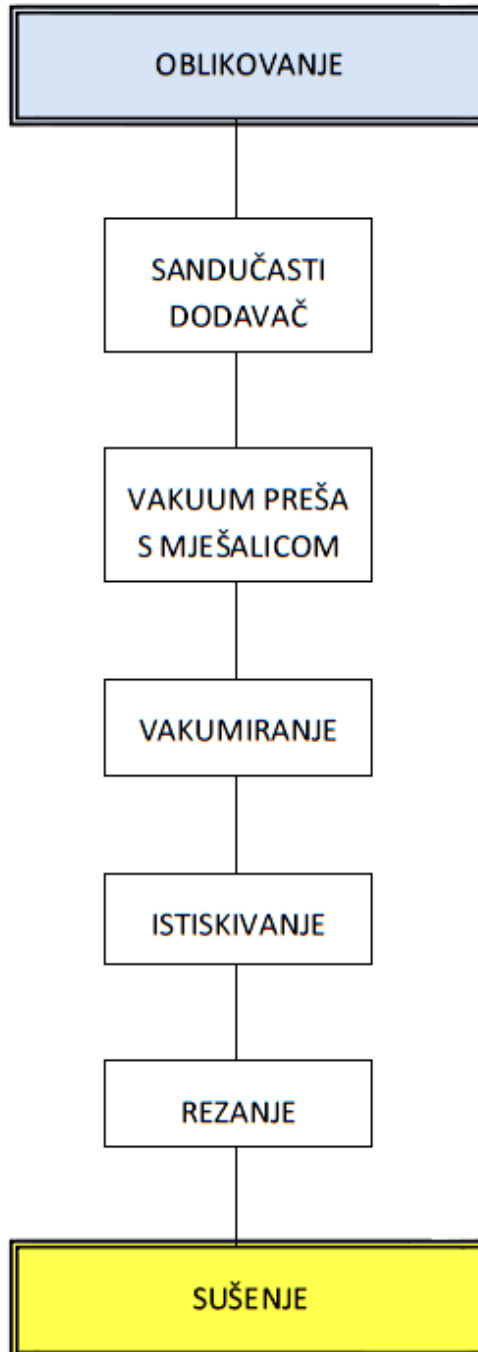 OBLIKOVANJE
SANDUČASTI
DODAVAČ
VAKUUM PREŠA
S MJEŠALICOM
VAKUMIRANJE
ISTISKIVANJE
REZANJE
SUŠENJE